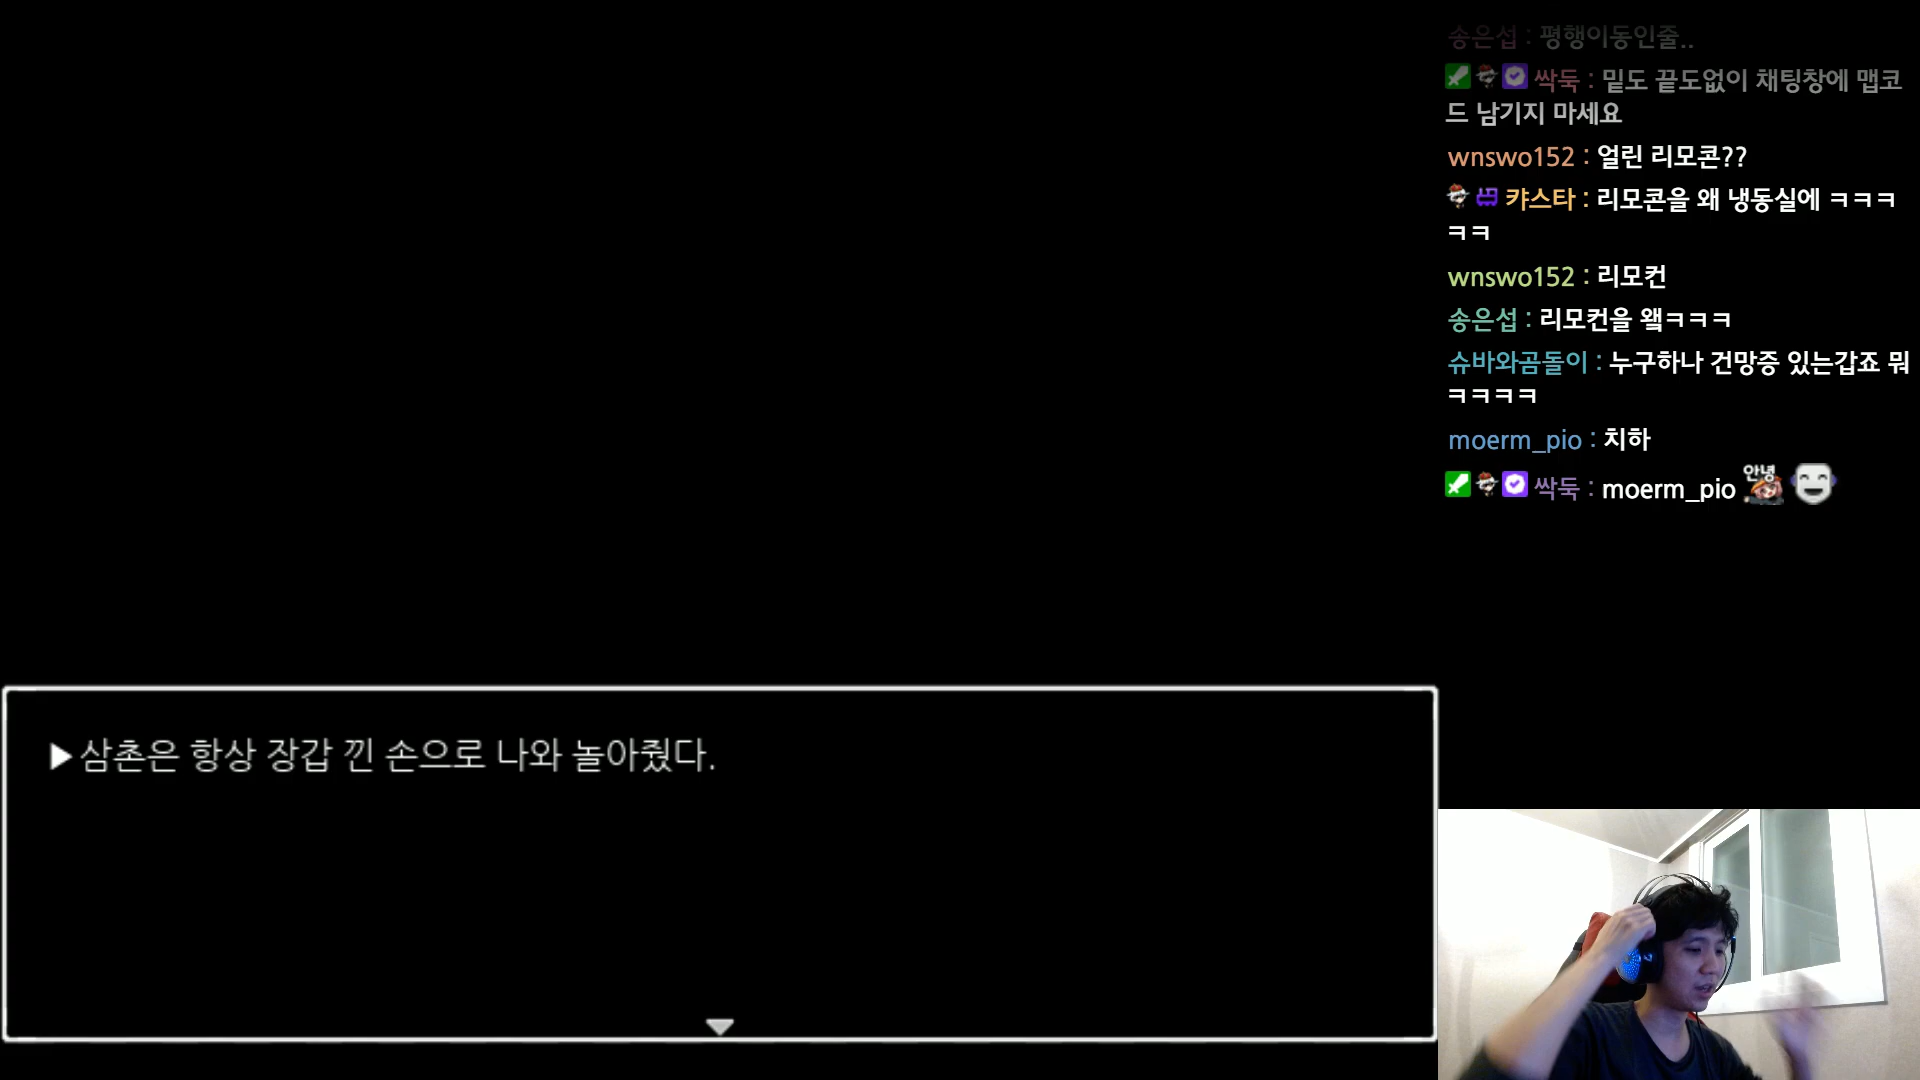 송은섭 : 평행이동인줄..
싹둑 : 밑도 끝도없이 채팅창에 맵코
드 남기지 마세요
wnswo152 : 얼린 리모콘??
캬스타 : 리모콘을 왜 냉동실에 ㅋㅋㅋ
ㅋㅋ
wnswo152 : 리모컨
송은섭 : 리모컨을 왴ㅋㅋㅋ
슈바와곰돌이 : 누구하나 건망증 있는갑죠 뭐
ㅋㅋㅋㅋ
moerm_pio : 치하
싹둑 : moerm_pio 안녕
▶삼촌은 항상 장갑 낀 손으로 나와 놀아줬다.